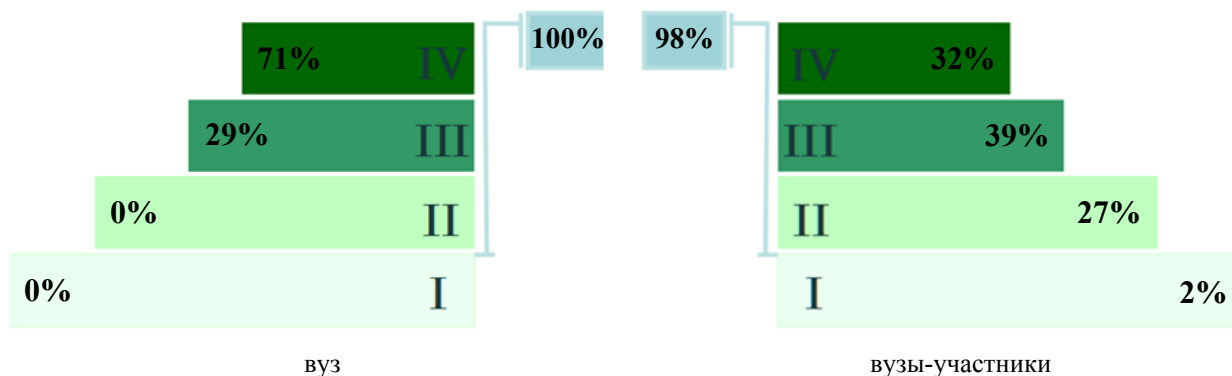 100% 98%
71% IV IV 32%
29% III III 39%
0% II II 27%
0% I I 2%
вуз вузы-участники